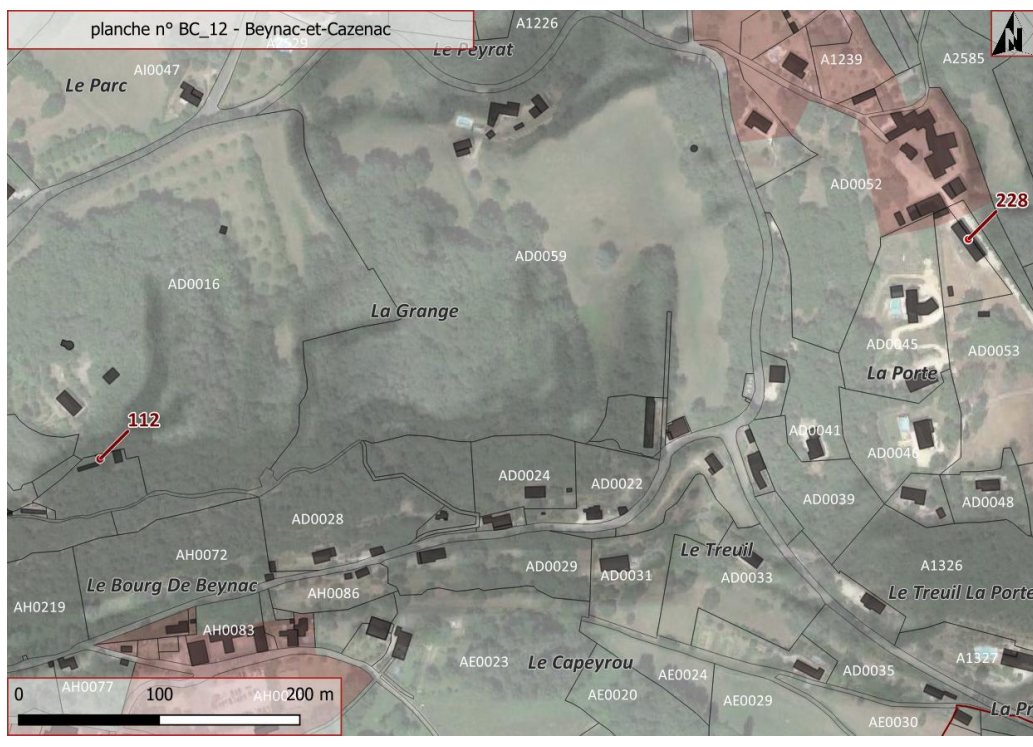 planche n° BC_12 - Beynac-et-Cazenac
A1226
N
Le Peyrat
A1239
A2585
AI0047
Le Parc
AD0052
228
AD0059
AD0016
La Grange
AD0045
AD0053
La Porte
112
AD0041
AD0046
AD0024
AD0022
AD0048
AD0039
AD0028
AH0072
Le Treuil
AD0029
AD0031
AD0033
A1326
Le Bourg De Beynac
AH0086
Le Treuil La Porte
AH0219
AH0083
AE0023
Le Capeyrou
A1327
AH0077
AE0024
AD0035
AE0020
AE0029
La Pr
AE0030
0 100 200 m